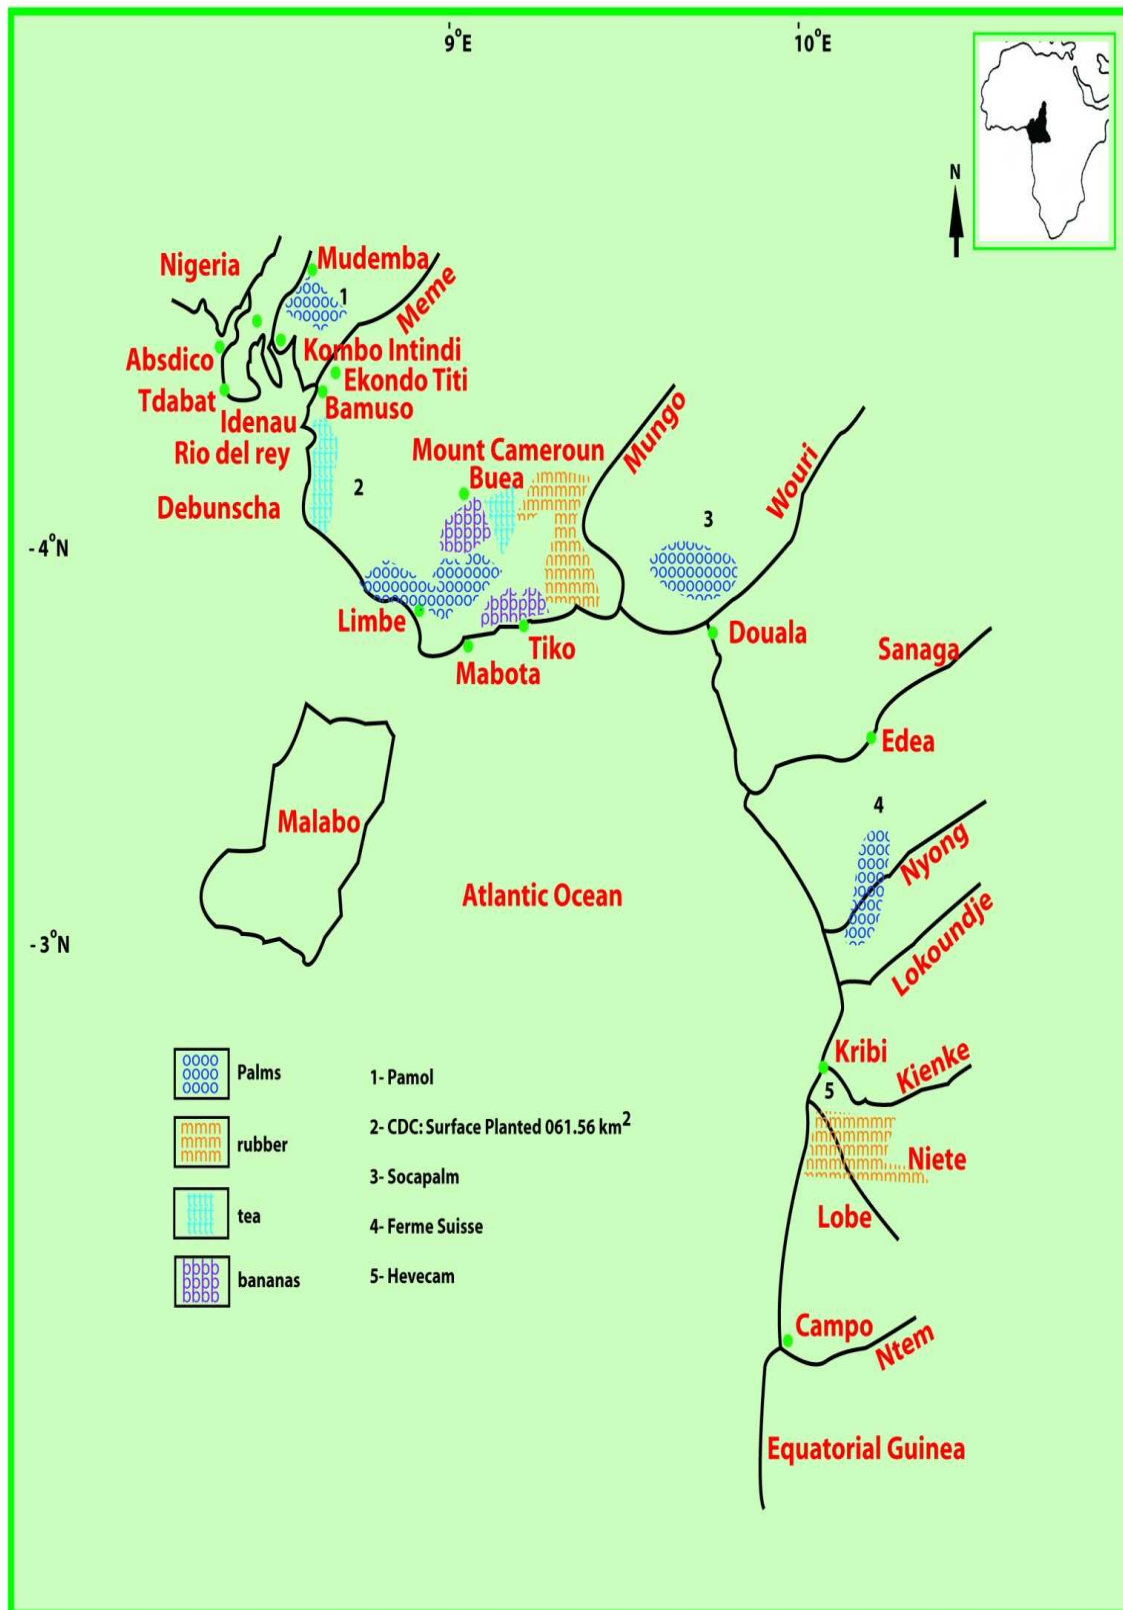 9°E
10°E
N
Nigeria
Mudemba
Meme
Absdico
Kombo Intindi
Ekondo Titi
Tdabat
Idenau
Bamuso
Rio del rey
Debunscha
Mount Cameroun
Buea
Mungo
Wouri
1
2
3
- 4°N
Limbe
Tiko
Mabota
Douala
Sanaga
Edea
Malabo
4
Nyong
Atlantic Ocean
Lokoundje
- 3°N
Kribi
Kienke
5
Niete
Lobe
Campo
Ntem
Equatorial Guinea
Palms
rubber
tea
bananas
1- Pamol
2- CDC: Surface Planted 061.56 km²
3- Socapalm
4- Ferme Suisse
5- Hevecam